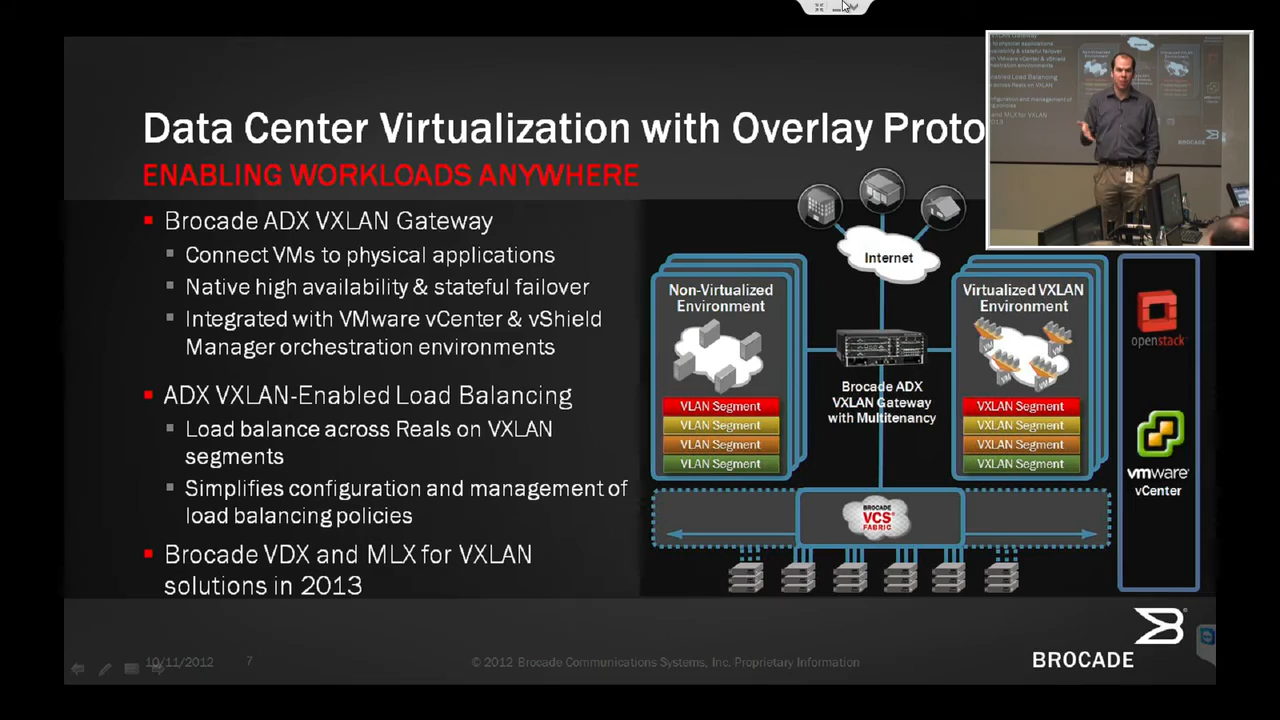 Data Center Virtualization with Overlay Proto
ENABLING WORKLOADS ANYWHERE
Brocade ADX VXLAN Gateway
Connect VMs to physical applications
Native high availability & stateful failover
Integrated with VMware vCenter & vShield
Manager orchestration environments
ADX VXLAN-Enabled Load Balancing
Load balance across Reals on VXLAN
segments
Simplifies configuration and management of
load balancing policies
Brocade VDX and MLX for VXLAN
solutions in 2013
Internet
Non-Virtualized
Environment
VLAN Segment
VLAN Segment
VLAN Segment
VLAN Segment
Brocade ADX
VXLAN Gateway
with Multitenancy
Virtualized VXLAN
Environment
VM
VM
VM
VM
VXLAN Segment
VXLAN Segment
VXLAN Segment
VXLAN Segment
BROCADE
VCS
FABRIC
openstack
vmware
vCenter
10/11/2012
7
© 2012 Brocade Communications Systems, Inc. Proprietary Information
BROCADE